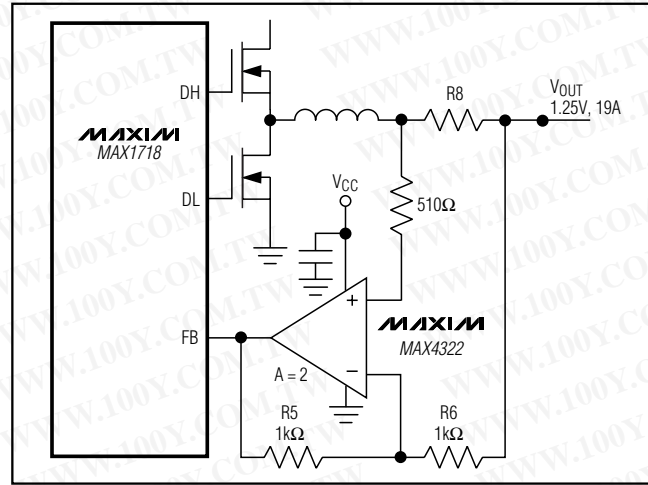 DH
MAXIM
MAX1718
DL
FB
R8
VOUT
1.25V, 19A
VCC
510Ω
+
−
MAXIM
MAX4322
A = 2
R5
1kΩ
R6
1kΩ
WWW.100Y.COM.TW